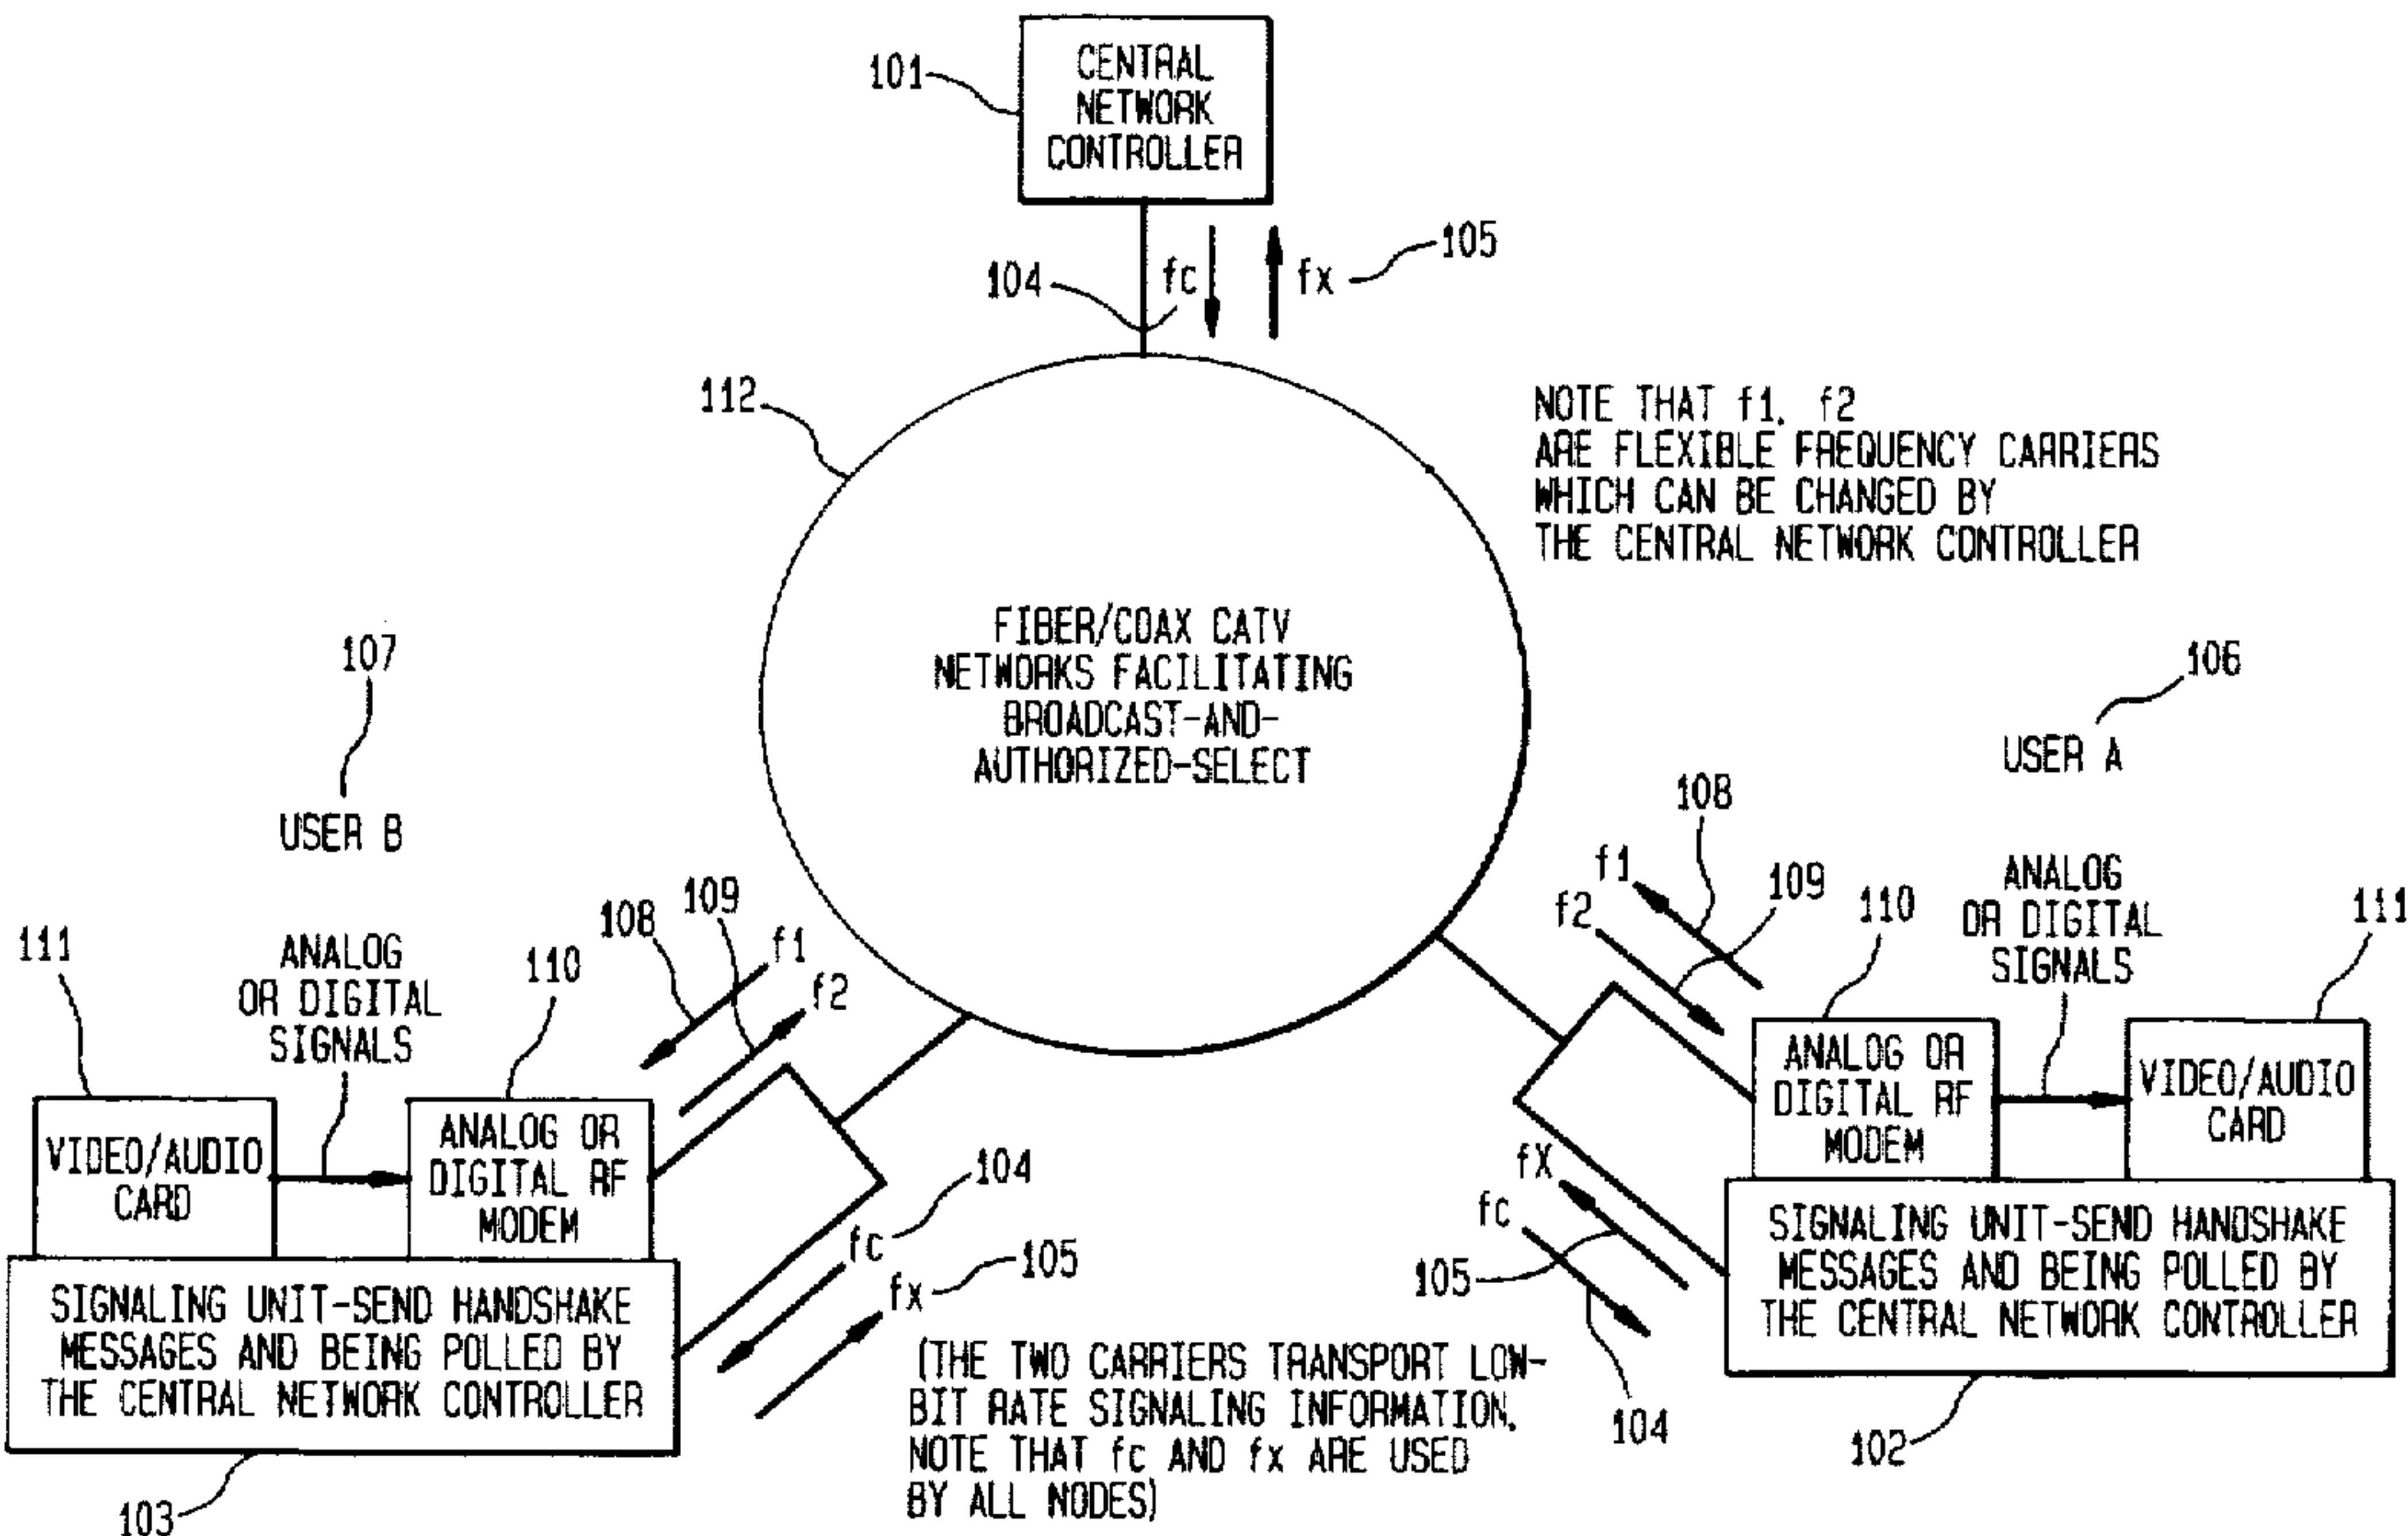 CENTRAL
NETWORK
CONTROLLER
101
105
104
fc
fx
112
NOTE THAT f1, f2
ARE FLEXIBLE FREQUENCY CARRIERS
WHICH CAN BE CHANGED BY
THE CENTRAL NETWORK CONTROLLER
FIBER/COAX CATV
NETWORKS FACILITATING
BROADCAST-AND-
AUTHORIZED-SELECT
107
USER B
106
USER A
111
ANALOG
OR DIGITAL
SIGNALS
110
108
109
f1
f2
VIDEO/AUDIO
CARD
ANALOG OR
DIGITAL RF
MODEM
SIGNALING UNIT-SEND HANDSHAKE
MESSAGES AND BEING POLLED BY
THE CENTRAL NETWORK CONTROLLER
103
104
fc
105
fx
(THE TWO CARRIERS TRANSPORT LOW-
BIT RATE SIGNALING INFORMATION.
NOTE THAT fc AND fx ARE USED
BY ALL NODES)
108
f1
109
f2
110
ANALOG
OR DIGITAL
SIGNALS
111
ANALOG OR
DIGITAL RF
MODEM
VIDEO/AUDIO
CARD
fX
fc
105
104
SIGNALING UNIT-SEND HANDSHAKE
MESSAGES AND BEING POLLED BY
THE CENTRAL NETWORK CONTROLLER
102